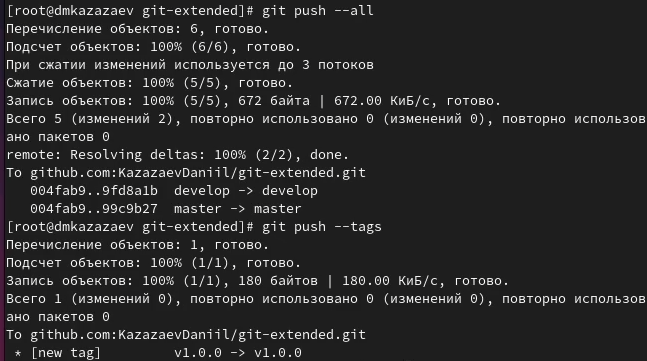 [root@dmkazazaev git-extended]# git push --all
Перечисление объектов: 6, готово.
Подсчет объектов: 100% (6/6), готово.
При сжатии изменений используется до 3 потоков
Сжатие объектов: 100% (5/5), готово.
Запись объектов: 100% (5/5), 672 байта | 672.00 КиБ/с, готово.
Всего 5 (изменений 2), повторно использовано 0 (изменений 0), повторно использов
ано пакетов 0
remote: Resolving deltas: 100% (2/2), done.
To github.com:KazazaevDaniil/git-extended.git
   004fab9..9fd8a1b  develop -> develop
   004fab9..99c9b27  master -> master
[root@dmkazazaev git-extended]# git push --tags
Перечисление объектов: 1, готово.
Подсчет объектов: 100% (1/1), готово.
Запись объектов: 100% (1/1), 180 байтов | 180.00 КиБ/с, готово.
Всего 1 (изменений 0), повторно использовано 0 (изменений 0), повторно использов
ано пакетов 0
To github.com:KazazaevDaniil/git-extended.git
 * [new tag]         v1.0.0 -> v1.0.0